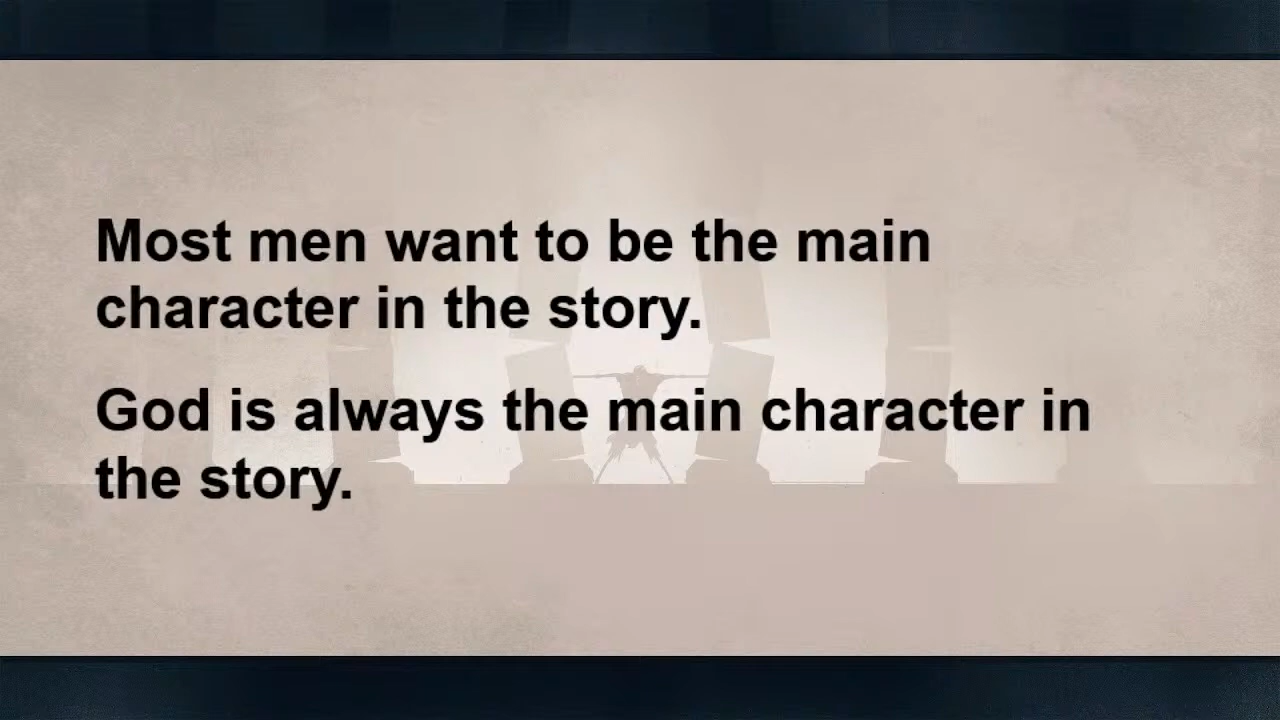 Most men want to be the main
character in the story.
God is always the main character in
the story.